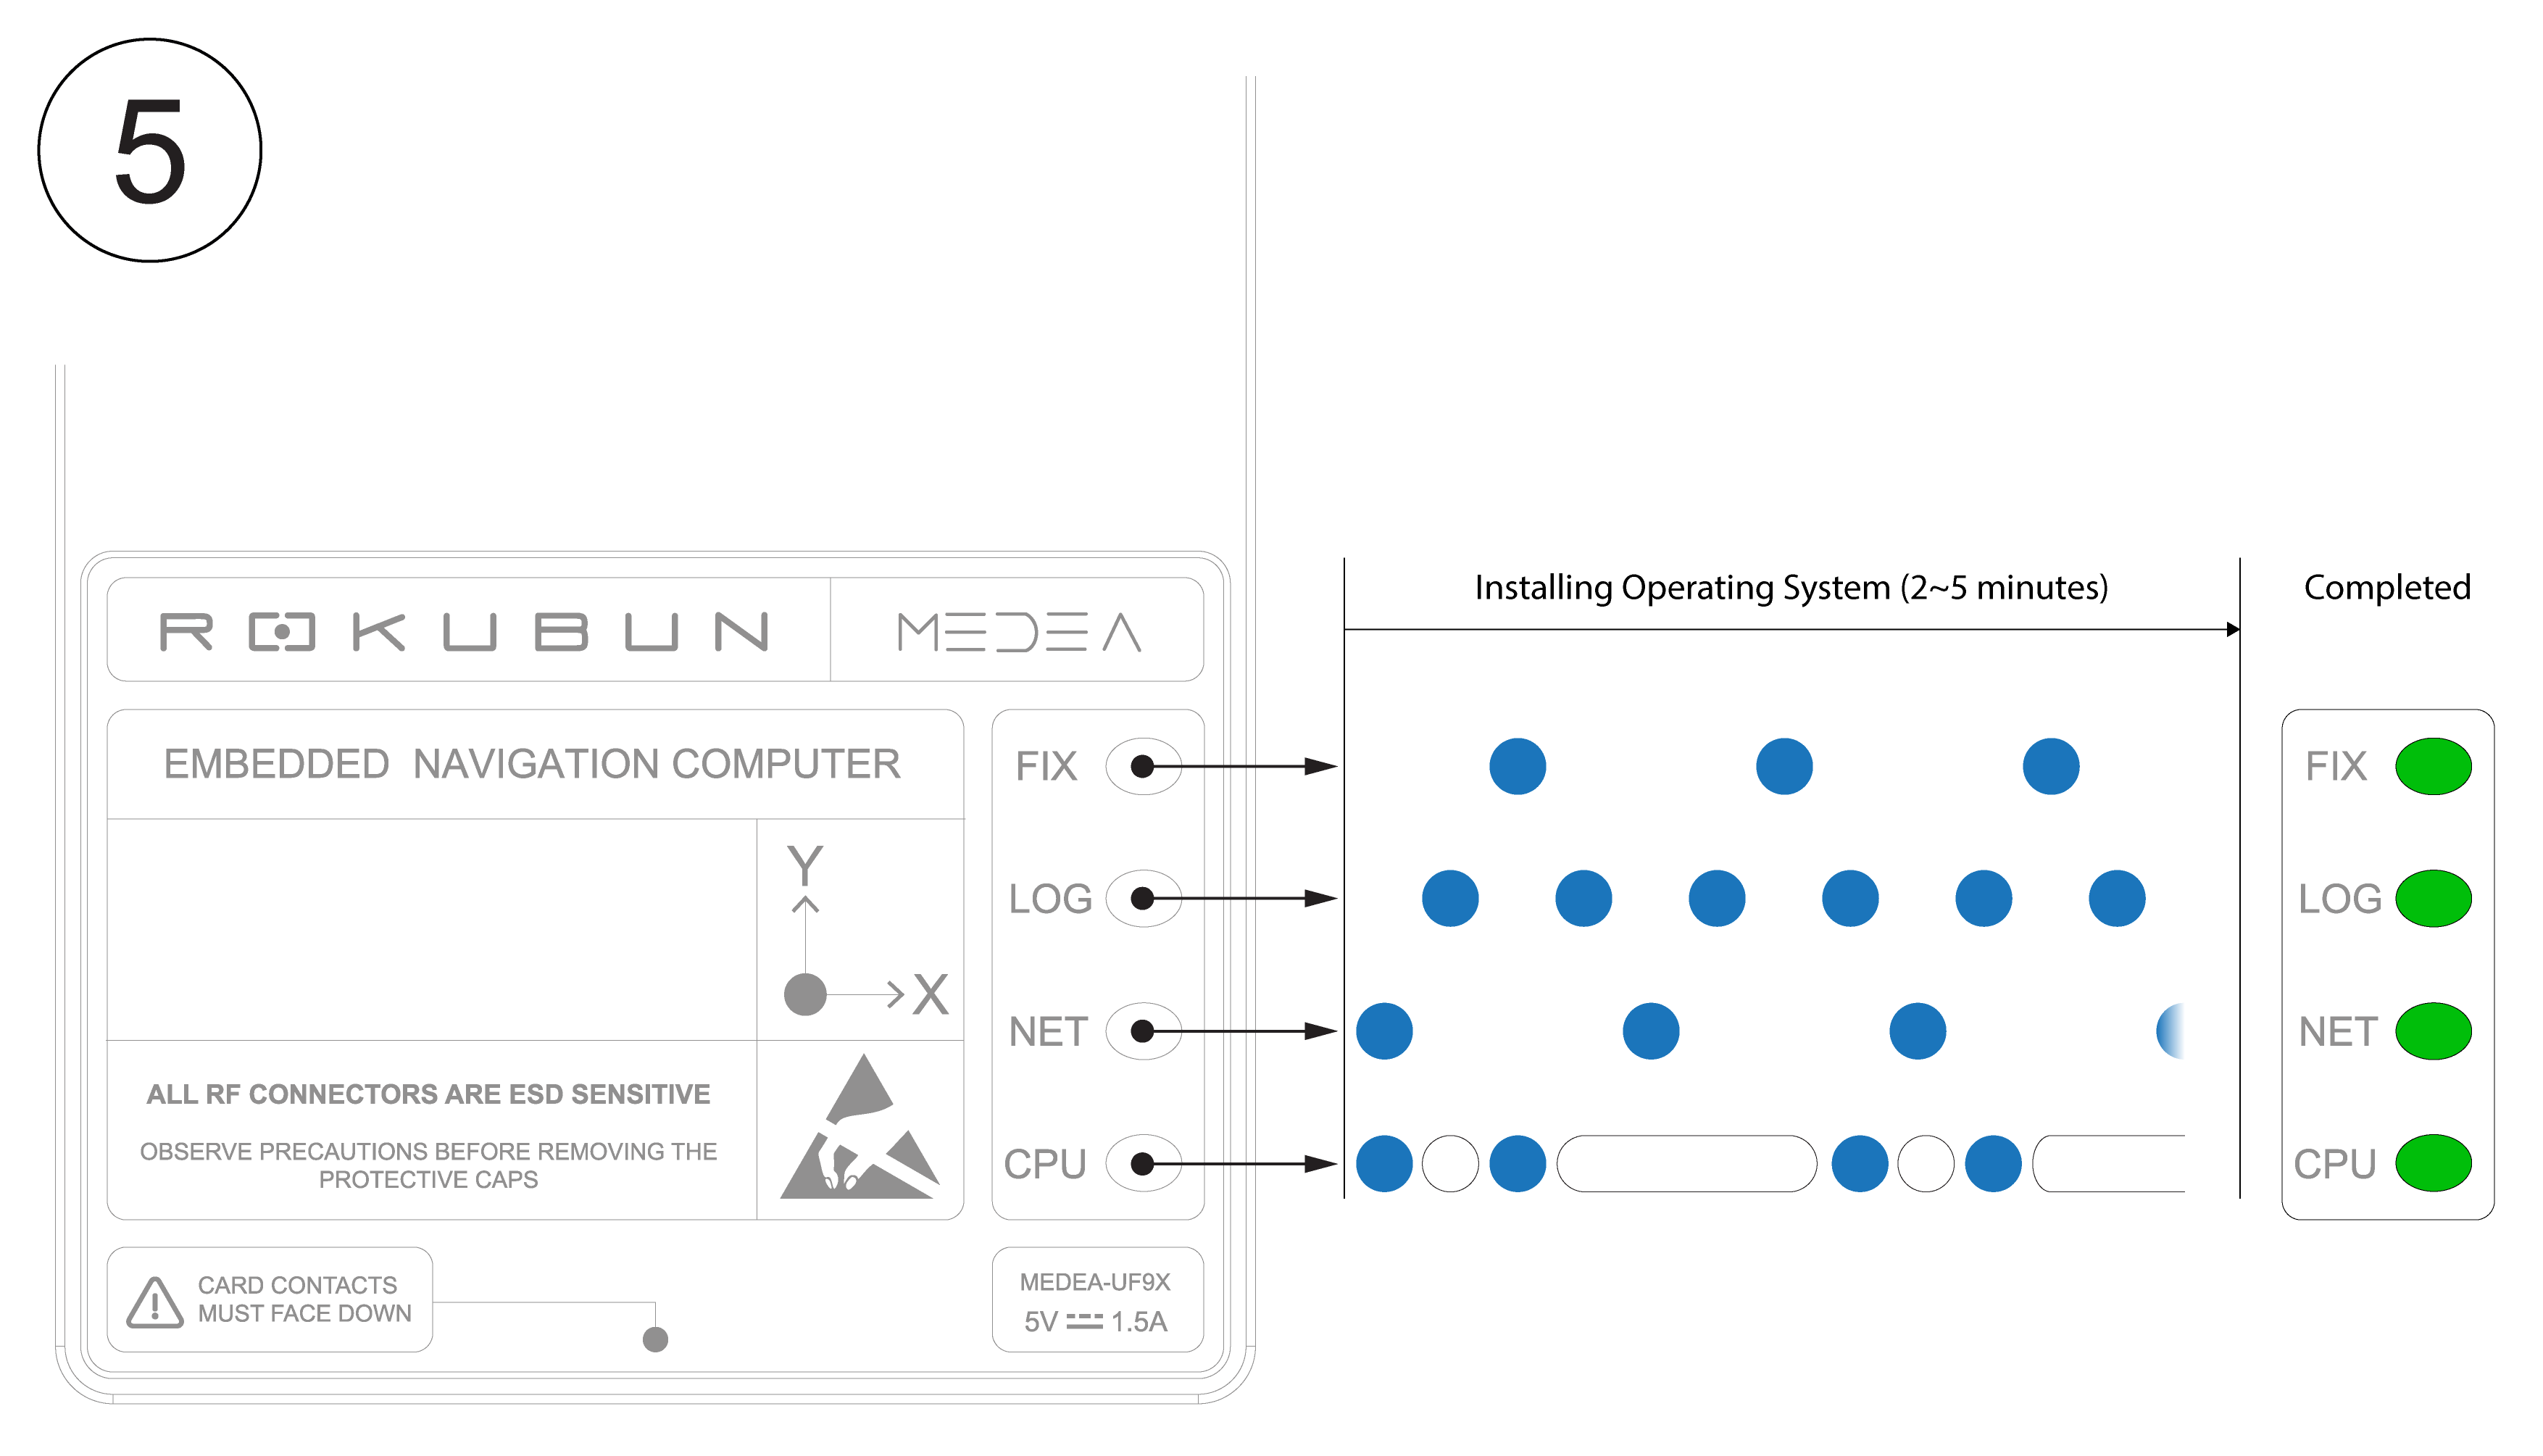 5
ROKUBUN
MEDEA
Installing Operating System (2~5 minutes)
Completed
EMBEDDED NAVIGATION COMPUTER
FIX
LOG
NET
CPU
FIX
LOG
NET
CPU
Y
X
ALL RF CONNECTORS ARE ESD SENSITIVE
OBSERVE PRECAUTIONS BEFORE REMOVING THE
PROTECTIVE CAPS
CARD CONTACTS
MUST FACE DOWN
MEDEA-UF9X
5V 1.5A